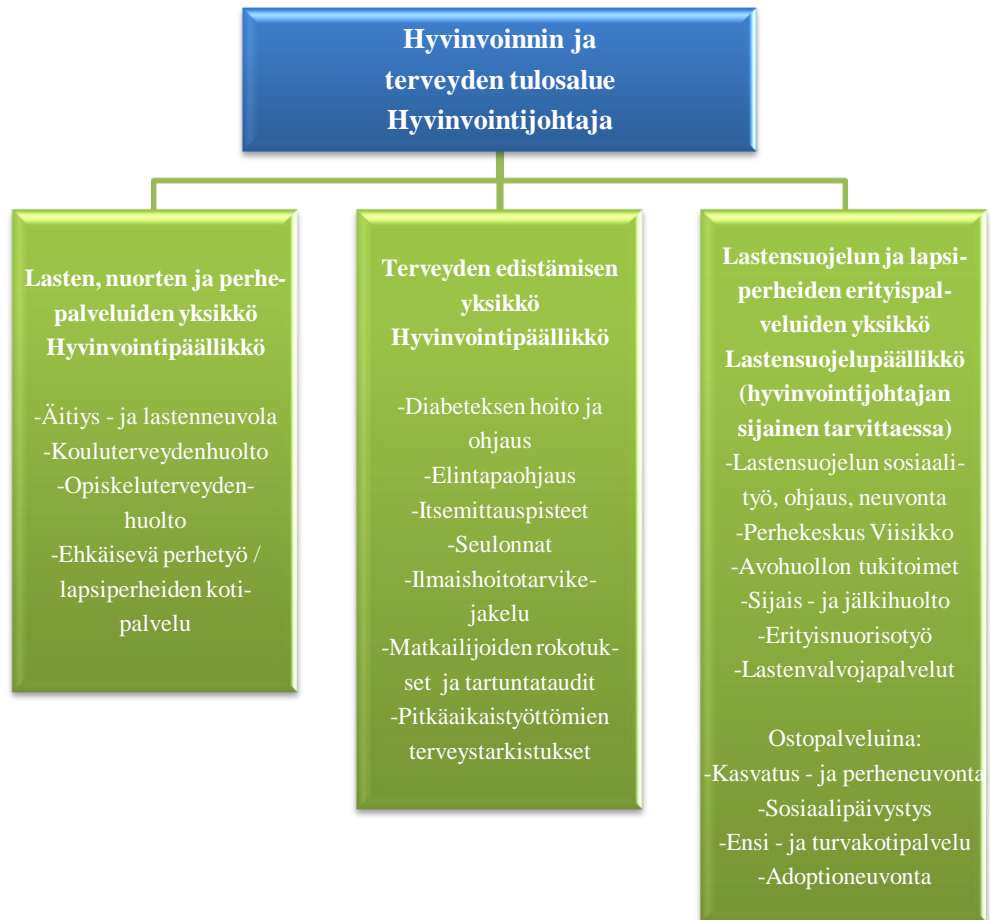 Hyvinvoinnin ja
terveyden tulosalue
Hyvinvointijohtaja
Lasten, nuorten ja perhe-
palveluiden yksikkö
Hyvinvointipäällikkö
-Äitiys - ja lastenneuvola
-Kouluterveydenhuolto
-Opiskeluterveyden-
huolto
-Ehkäisevä perhetyö /
lapsiperheiden koti-
palvelu
Terveyden edistämisen
yksikkö
Hyvinvointipäällikkö
-Diabeteksen hoito ja
ohjaus
-Elintapaohjaus
-Itsemittauspisteet
-Seulonnat
-Ilmaishoitotarvike-
jakelu
-Matkailijoiden rokotuk-
set ja tartuntataudit
-Pitkäaikaistyöttömien
terveystarkistukset
Lastensuojelun ja lapsi-
perheiden erityispal-
veluiden yksikkö
Lastensuojelupäällikkö
(hyvinvointijohtajan
sijainen tarvittaessa)
-Lastensuojelun sosiaali-
työ, ohjaus, neuvonta
-Perhekeskus Viisikko
-Avohuollon tukitoimet
-Sijais - ja jälkihuolto
-Erityisnuorisotyö
-Lastenvalvojapalvelut
Ostopalveluina:
-Kasvatus - ja perheneuvonta
-Sosiaalipäivystys
-Ensi - ja turvakotipalvelu
-Adoptioneuvonta